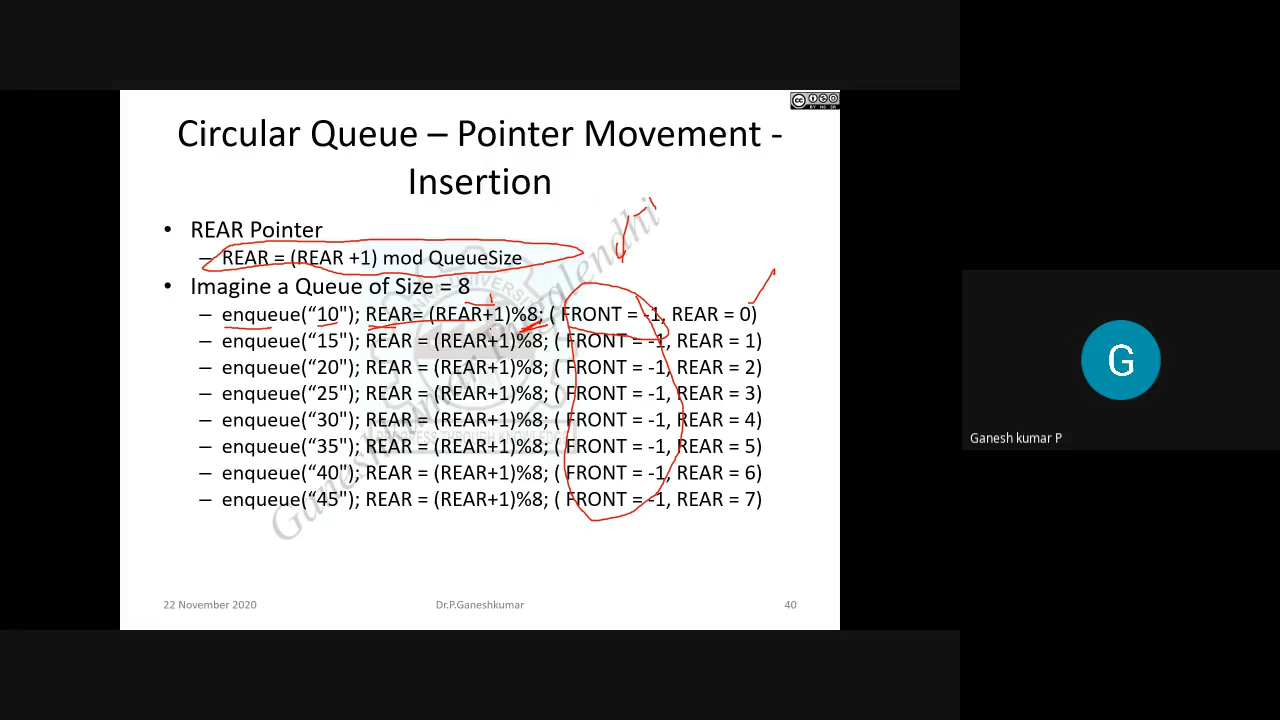 Circular Queue – Pointer Movement -
Insertion
• REAR Pointer
– REAR = (REAR +1) mod QueueSize
• Imagine a Queue of Size = 8
– enqueue(“10"); REAR= (REAR+1)%8; ( FRONT = -1, REAR = 0)
– enqueue(“15"); REAR = (REAR+1)%8; ( FRONT = -1, REAR = 1)
– enqueue(“20"); REAR = (REAR+1)%8; ( FRONT = -1, REAR = 2)
– enqueue(“25"); REAR = (REAR+1)%8; ( FRONT = -1, REAR = 3)
– enqueue(“30"); REAR = (REAR+1)%8; ( FRONT = -1, REAR = 4)
– enqueue(“35"); REAR = (REAR+1)%8; ( FRONT = -1, REAR = 5)
– enqueue(“40"); REAR = (REAR+1)%8; ( FRONT = -1, REAR = 6)
– enqueue(“45"); REAR = (REAR+1)%8; ( FRONT = -1, REAR = 7)
-1
22 November 2020
Dr.P.Ganeshkumar
40
G
Ganesh kumar P